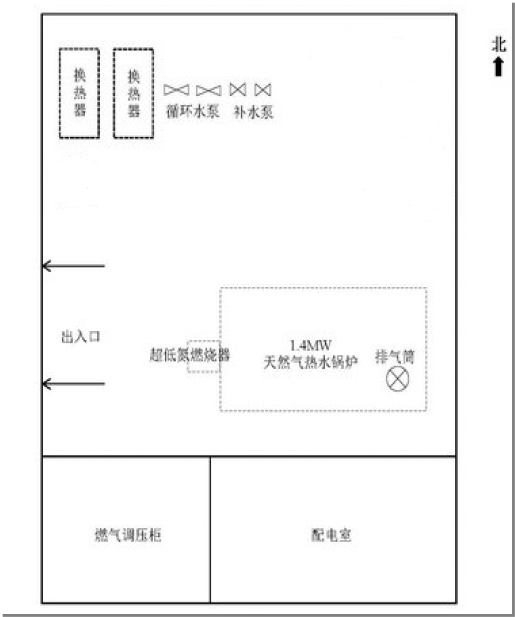 北
换热器
换热器
循环水泵
补水泵
出入口
超低氮燃烧器
1.4MW
天然气热水锅炉
排气筒
燃气调压柜
配电室